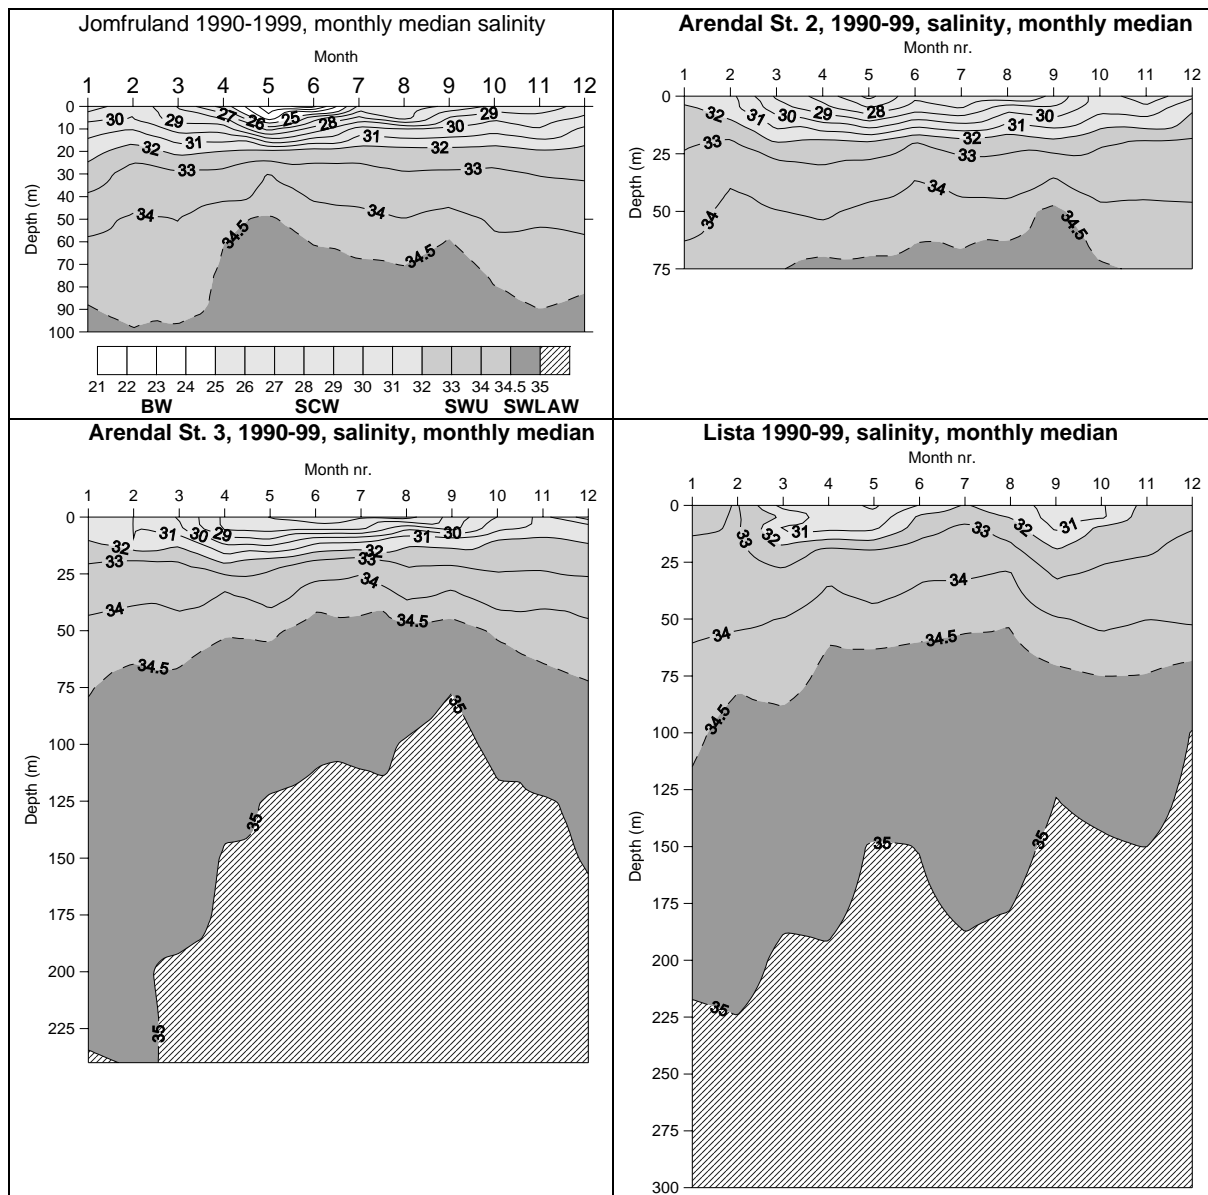 Jomfruland 1990-1999, monthly median salinity
Month
1 2 3 4 5 6 7 8 9 10 11 12
0
10
20
30
40
50
60
70
80
90
100
Depth (m)
30 29 27 26 25 28 29
31 31 30
32 32
33 33
34 34
34.5 34.5
21 22 23 24 25 26 27 28 29 30 31 32 33 34 34.5 35
BW SCW SWU SWLAW
Arendal St. 2, 1990-99, salinity, monthly median
Month nr.
1 2 3 4 5 6 7 8 9 10 11 12
0
25
50
75
Depth (m)
32 31 30 29 28 30
33 32 31
33
34 34
34.5
Arendal St. 3, 1990-99, salinity, monthly median
Month nr.
1 2 3 4 5 6 7 8 9 10 11 12
0
25
50
75
100
125
150
175
200
225
Depth (m)
31 30 29 31 30
32 32
33 33
34 34
34.5 34.5
35
35
35
Lista 1990-99, salinity, monthly median
Month nr.
1 2 3 4 5 6 7 8 9 10 11 12
0
25
50
75
100
125
150
175
200
225
250
275
300
Depth (m)
33 32 31 33 32 31
34 34
34.5 34.5
35 35
35